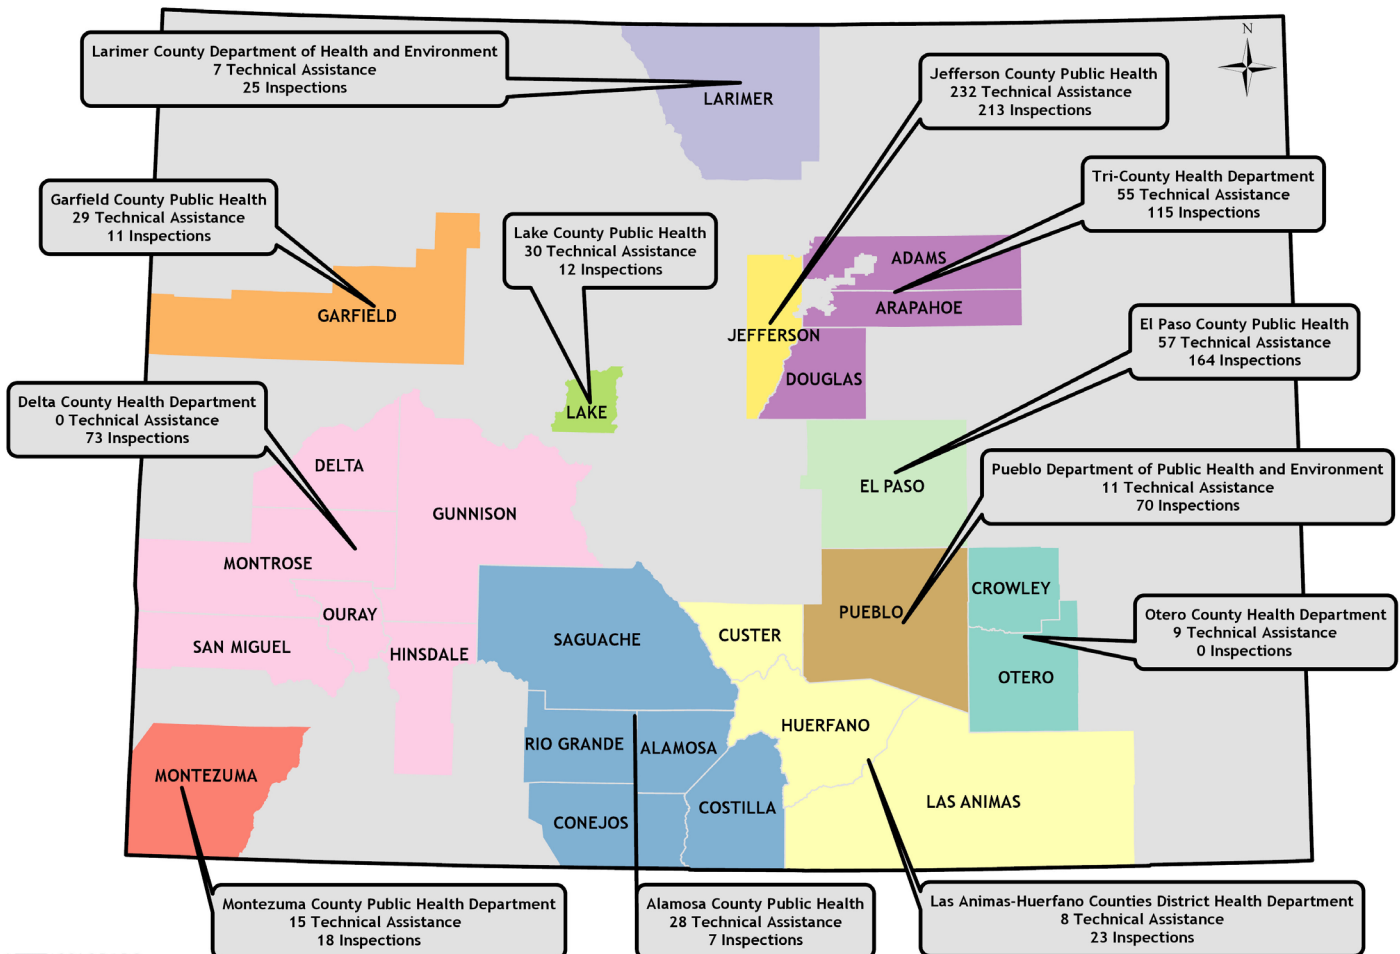 N
Larimer County Department of Health and Environment
7 Technical Assistance
25 Inspections
LARIMER
Jefferson County Public Health
232 Technical Assistance
213 Inspections
Tri-County Health Department
55 Technical Assistance
115 Inspections
Garfield County Public Health
29 Technical Assistance
11 Inspections
Lake County Public Health
30 Technical Assistance
12 Inspections
ADAMS
ARAPAHOE
GARFIELD
JEFFERSON
El Paso County Public Health
57 Technical Assistance
164 Inspections
DOUGLAS
LAKE
Delta County Health Department
0 Technical Assistance
73 Inspections
DELTA
GUNNISON
EL PASO
Pueblo Department of Public Health and Environment
11 Technical Assistance
70 Inspections
MONTROSE
OURAY
SAN MIGUEL
HINSDALE
SAGUACHE
CUSTER
PUEBLO
CROWLEY
Otero County Health Department
9 Technical Assistance
0 Inspections
OTERO
HUERFANO
RIO GRANDE
ALAMOSA
MONTEZUMA
CONEJOS
COSTILLA
LAS ANIMAS
Montezuma County Public Health Department
15 Technical Assistance
18 Inspections
Alamosa County Public Health
28 Technical Assistance
7 Inspections
Las Animas-Huerfano Counties District Health Department
8 Technical Assistance
23 Inspections